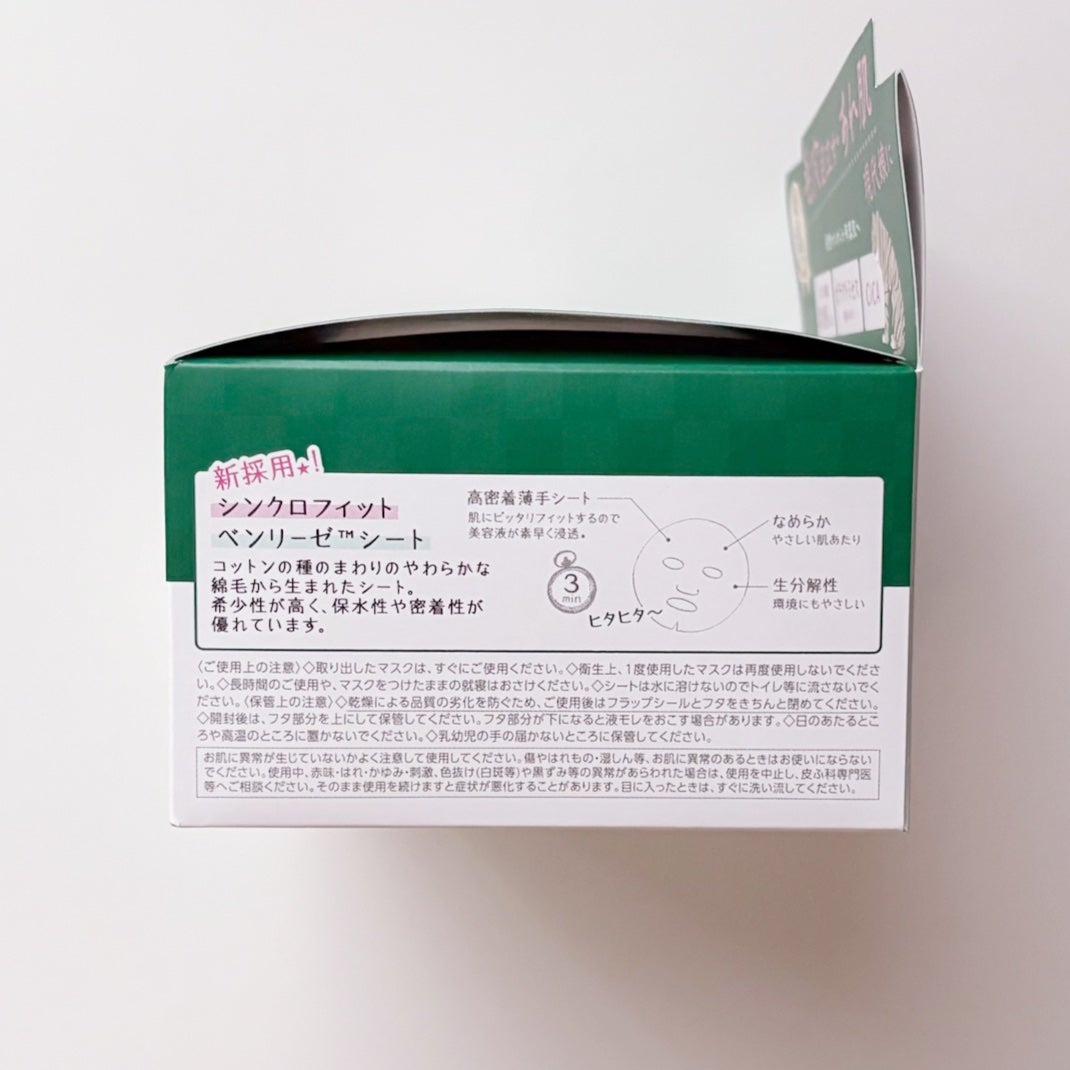 あれ肌
CICA
新採用★!
シンクロフィット
ベンリーゼ™シート
コットンの種のまわりのやわらかな
綿毛から生まれたシート。
希少性が高く、保水性や密着性が
優れています。
高密着薄手シート
肌にピッタリフィットするので
美容液が素早く浸透。
3
min
ヒタヒタ〜
なめらか
やさしい肌あたり
生分解性
環境にもやさしい
〈ご使用上の注意〉◇取り出したマスクは、すぐにご使用ください。◇衛生上、1度使用したマスクは再度使用しないでくださ
い。◇長時間のご使用や、マスクをつけたままの就寝はおさけください。◇シートは水に溶けないのでトイレ等に流さないでく
ださい。〈保管上の注意〉◇乾燥による品質の劣化を防ぐため、ご使用後はフラップシールとフタをきちんと閉めてください。
◇開封後は、フタ部分を上にして保管してください。フタ部分が下になると液モレをおこす場合があります。◇日のあたるとこ
ろや高温のところに置かないでください。◇乳幼児の手の届かないところに保管してください。
お肌に異常が生じていないかよく注意して使用してください。傷やはれもの・湿しん等、お肌に異常のあるときはお使いにならない
でください。使用中、赤味・はれ・かゆみ・刺激、色抜け(白斑等)や黒ずみ等の異常があらわれた場合は、使用を中止し、皮ふ科専門医
等へご相談ください。そのまま使用を続けますと症状が悪化することがあります。目に入ったときは、すぐに洗い流してください。